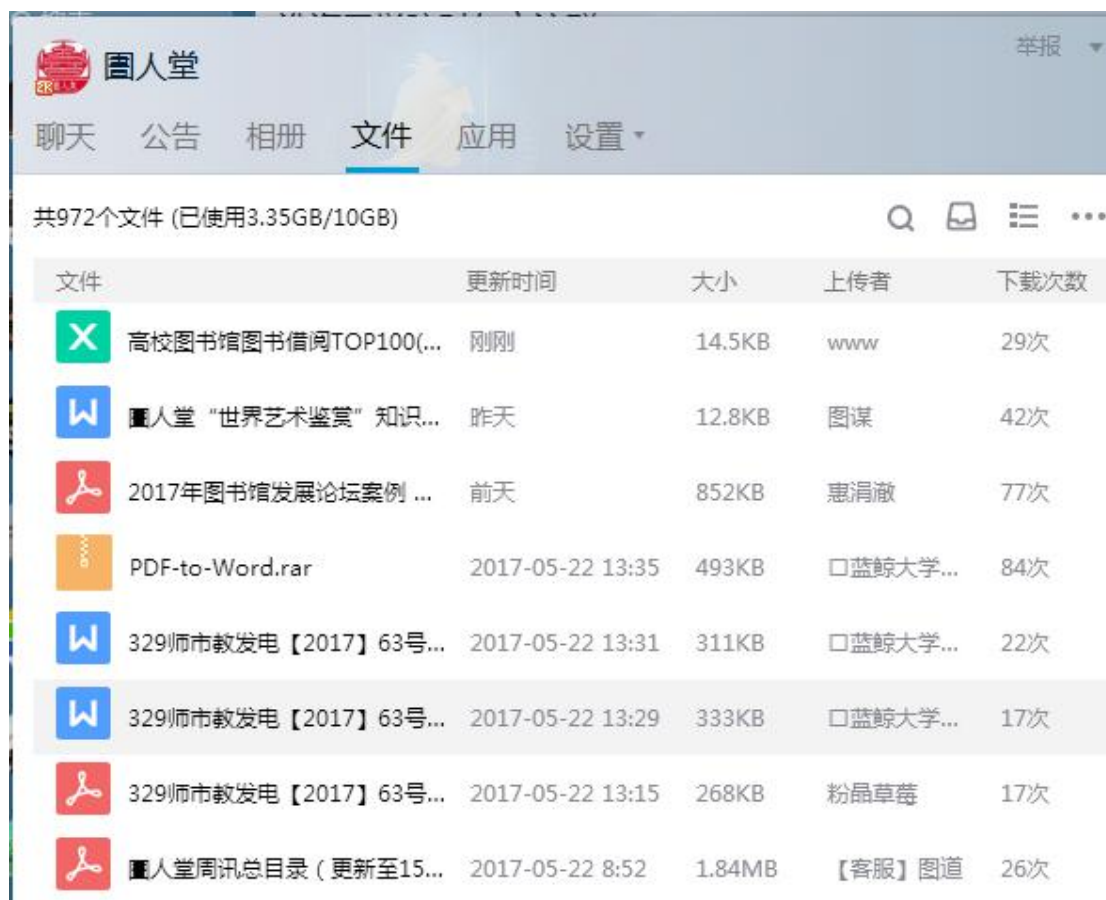 圕人堂
举报
聊天 公告 相册 文件 应用 设置
共972个文件 (已使用3.35GB/10GB)
文件 更新时间 大小 上传者 下载次数
高校图书馆图书借阅TOP100(... 刚刚 14.5KB www 29次
圕人堂“世界艺术鉴赏”知识... 昨天 12.8KB 图谋 42次
2017年图书馆发展论坛案例 ... 前天 852KB 惠涓澈 77次
PDF-to-Word.rar 2017-05-22 13:35 493KB 口蓝鲸大学... 84次
329师市教发电【2017】63号... 2017-05-22 13:31 311KB 口蓝鲸大学... 22次
329师市教发电【2017】63号... 2017-05-22 13:29 333KB 口蓝鲸大学... 17次
329师市教发电【2017】63号... 2017-05-22 13:15 268KB 粉晶草莓 17次
圕人堂周讯总目录（更新至15... 2017-05-22 8:52 1.84MB 【客服】图道 26次